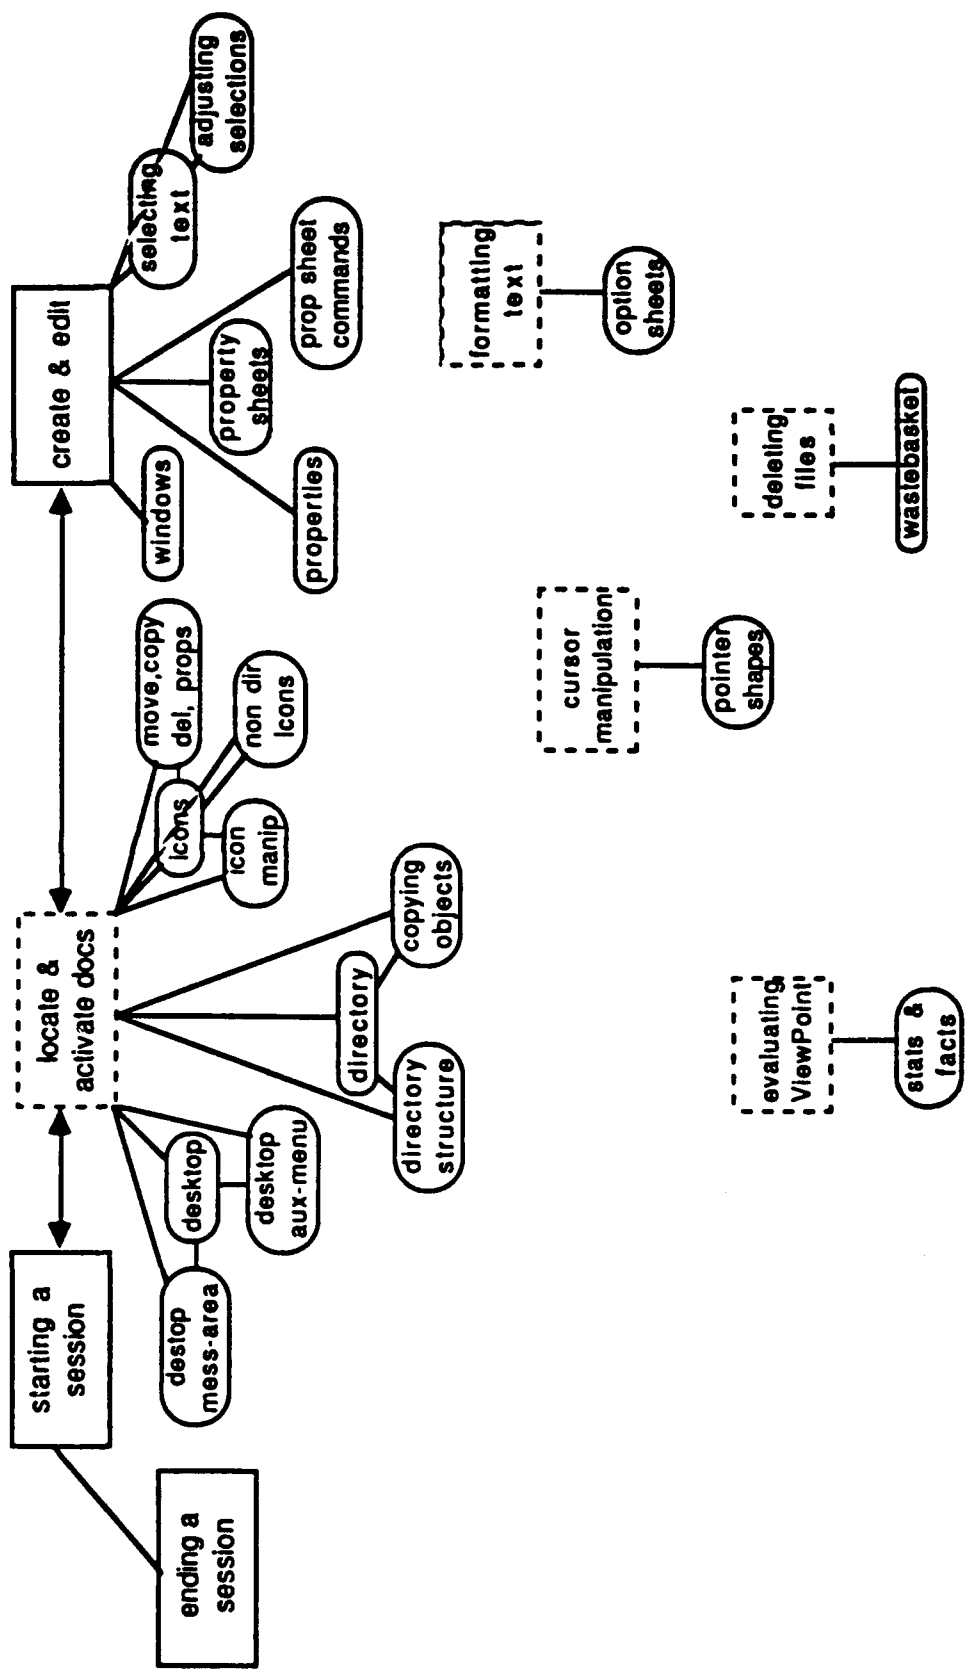 starting a
session
ending a
session
locate &
activate docs
create & edit
destop
mess-area
desktop
desktop
aux-menu
directory
structure
directory
copying
objects
icon
manip
icons
move,copy
del, props
non dir
icons
windows
properties
property
sheets
prop sheet
commands
selecting
text
adjusting
selections
formatting
text
option
sheets
cursor
manipulation
pointer
shapes
deleting
files
wastebasket
evaluating
ViewPoint
stats &
facts